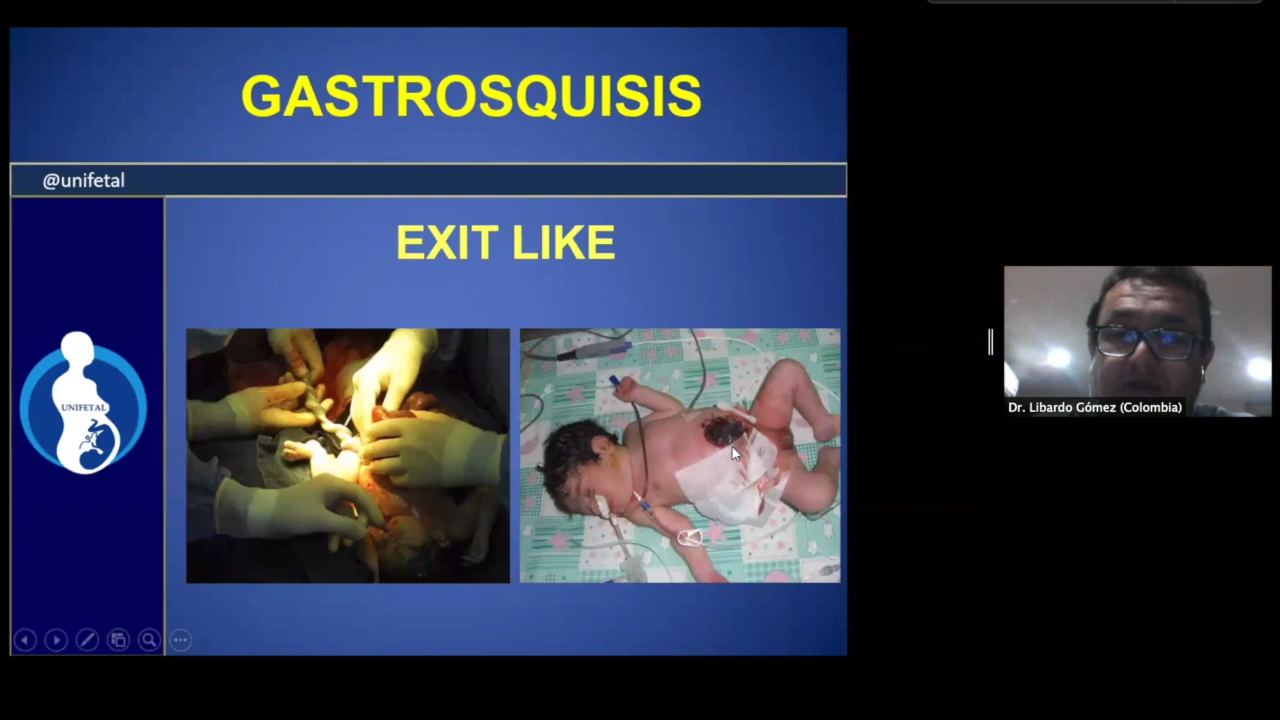 GASTROSQUISIS
@unifetal
EXIT LIKE
UNIFETAL
Dr. Libardo Gómez (Colombia)